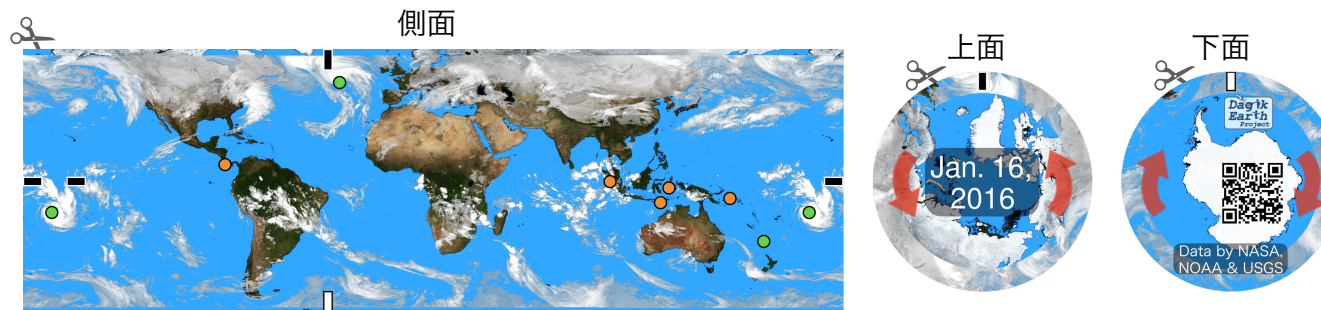 側面
上面
下面
Jan. 16,
2016
Dagik
Earth
Project
Data by NASA,
NOAA & USGS